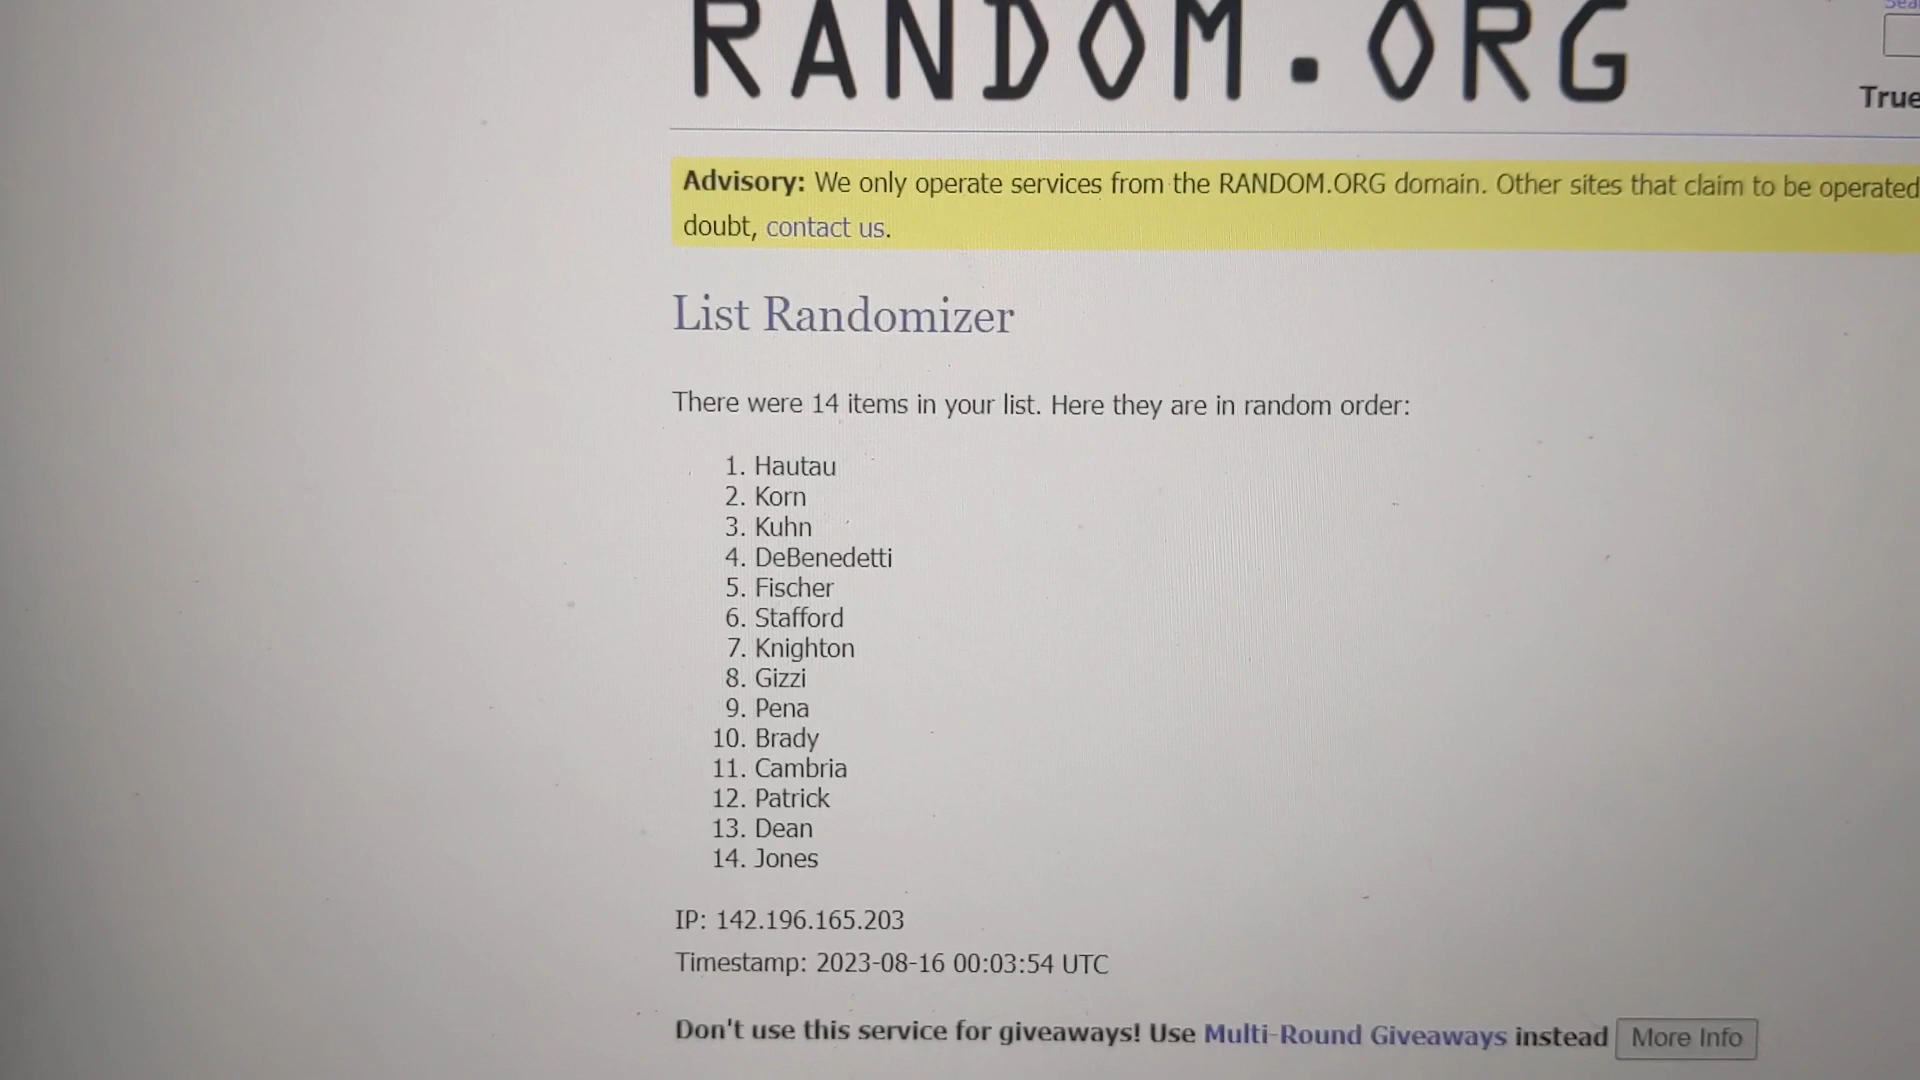 RANDOM.ORG
True
Advisory: We only operate services from the RANDOM.ORG domain. Other sites that claim to be operated
doubt, contact us.
List Randomizer
There were 14 items in your list. Here they are in random order:
1. Hautau
2. Korn
3. Kuhn
4. DeBenedetti
5. Fischer
6. Stafford
7. Knighton
8. Gizzi
9. Pena
10. Brady
11. Cambria
12. Patrick
13. Dean
14. Jones
IP: 142.196.165.203
Timestamp: 2023-08-16 00:03:54 UTC
Don't use this service for giveaways! Use Multi-Round Giveaways instead More Info